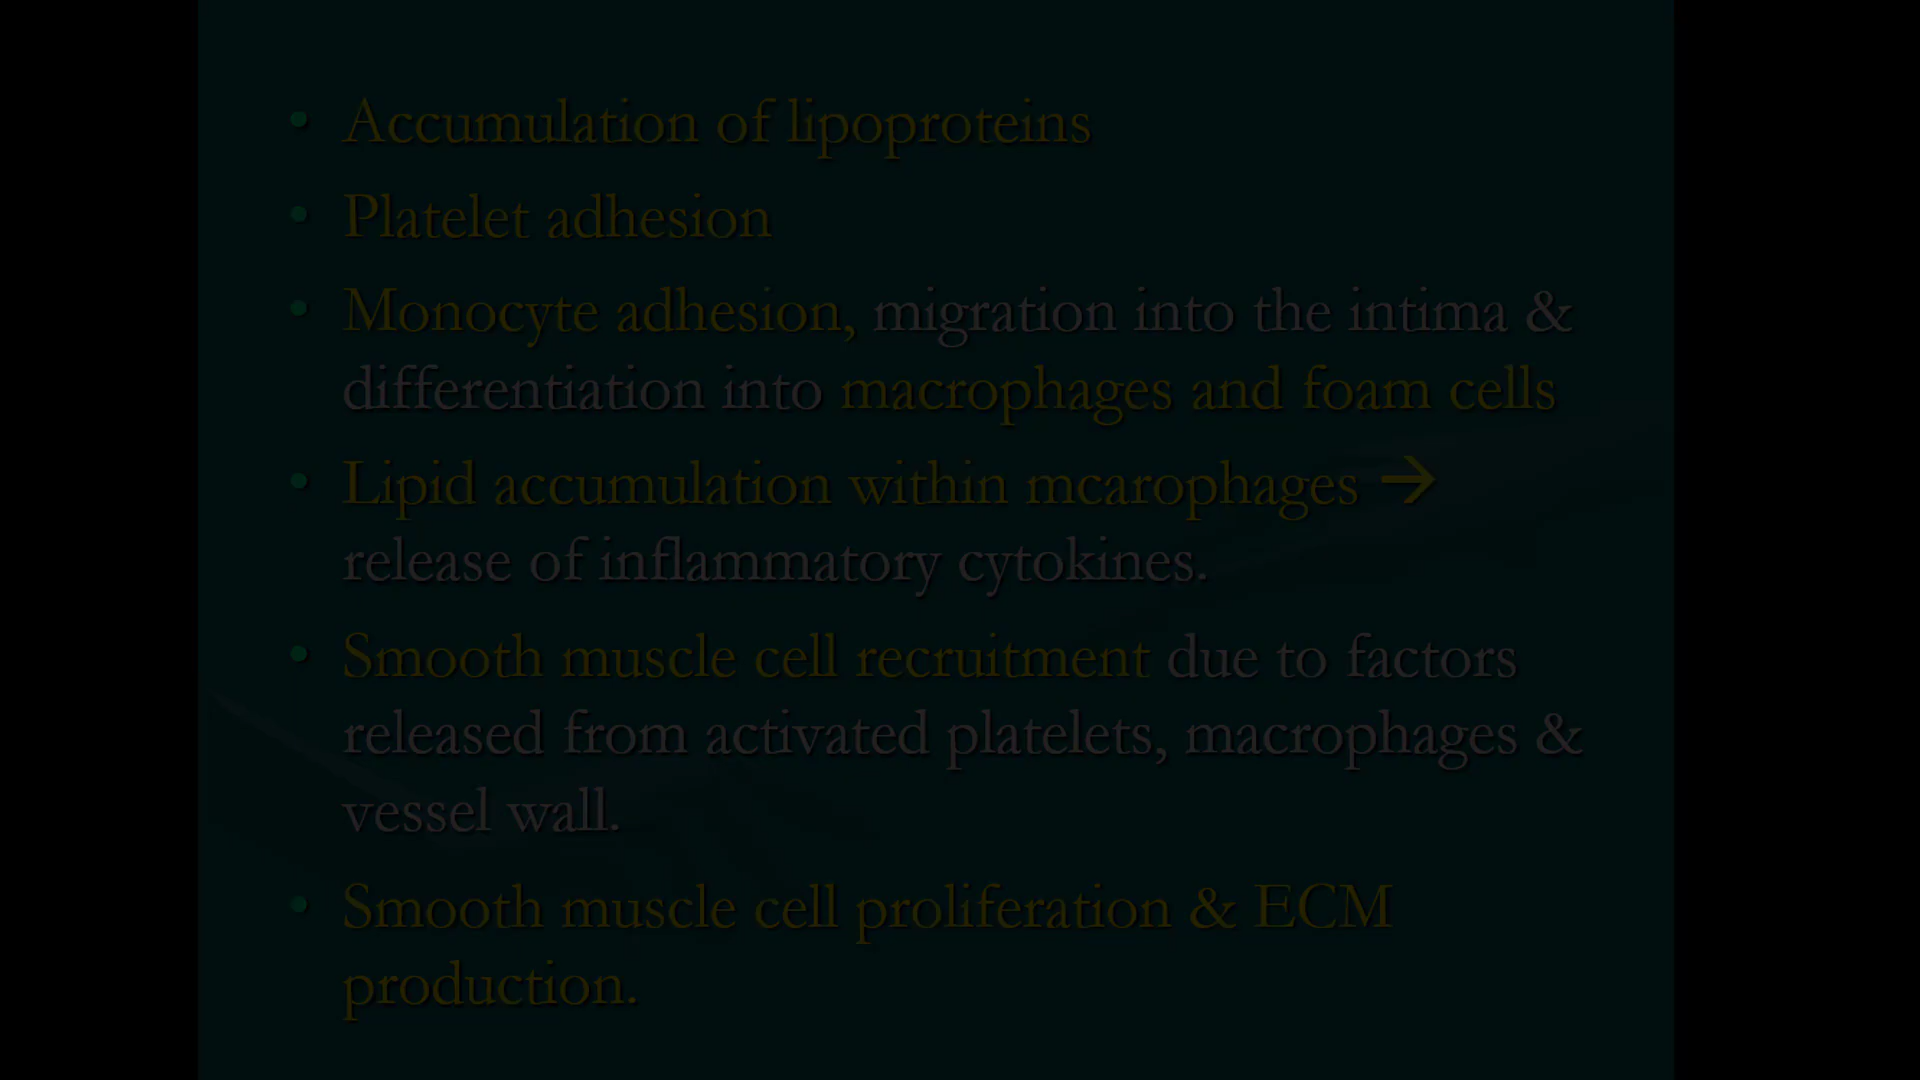 • Accumulation of lipoproteins
• Platelet adhesion
• Monocyte adhesion, migration into the intima &
differentiation into macrophages and foam cells
• Lipid accumulation within mcarophages →
release of inflammatory cytokines.
• Smooth muscle cell recruitment due to factors
released from activated platelets, macrophages &
vessel wall.
• Smooth muscle cell proliferation & ECM
production.